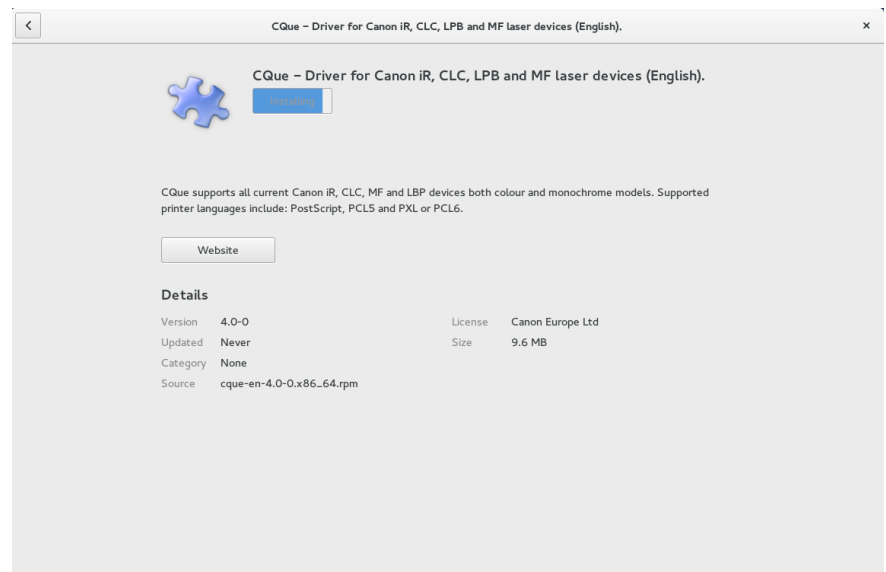 CQue – Driver for Canon iR, CLC, LPB and MF laser devices (English).
CQue – Driver for Canon iR, CLC, LPB and MF laser devices (English).
Installing
CQue supports all current Canon iR, CLC, MF and LBP devices both colour and monochrome models. Supported
printer languages include: PostScript, PCL5 and PXL or PCL6.
Website
Details
Version 4.0-0 License Canon Europe Ltd
Updated Never Size 9.6 MB
Category None
Source cque-en-4.0-0.x86_64.rpm